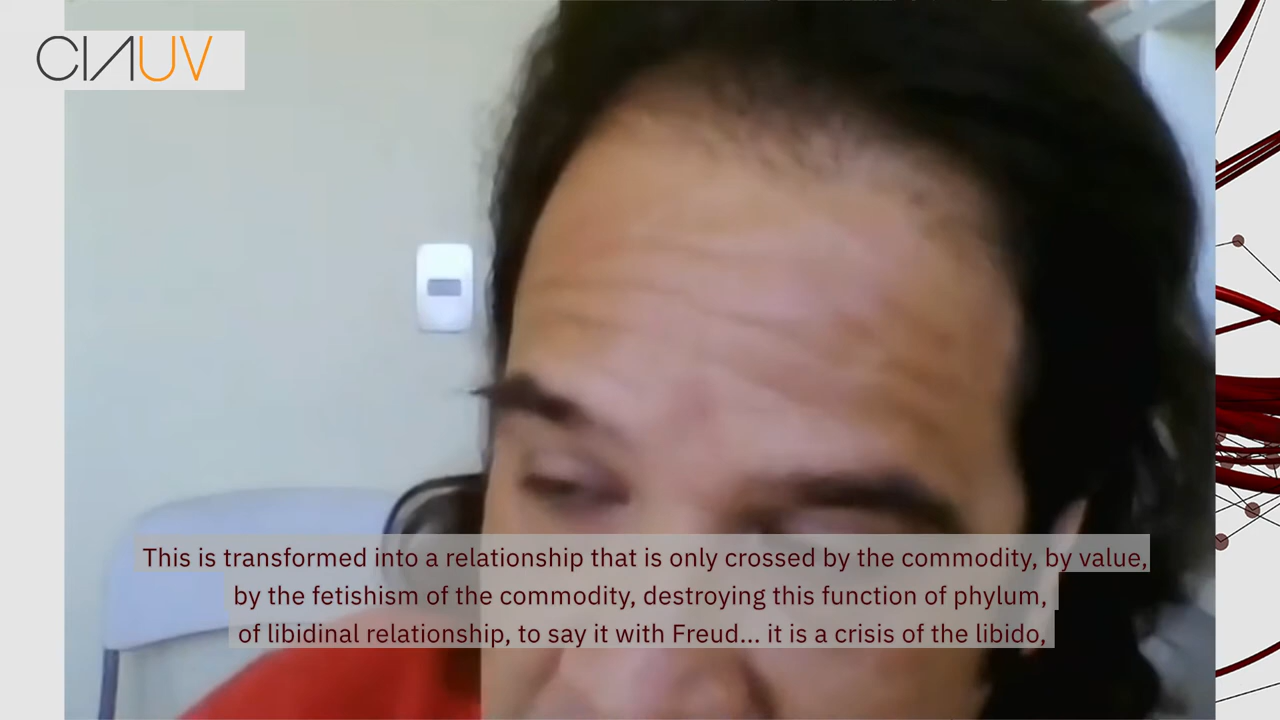 CIAUV
This is transformed into a relationship that is only crossed by the commodity, by value,
by the fetishism of the commodity, destroying this function of phylum,
of libidinal relationship, to say it with Freud... it is a crisis of the libido,